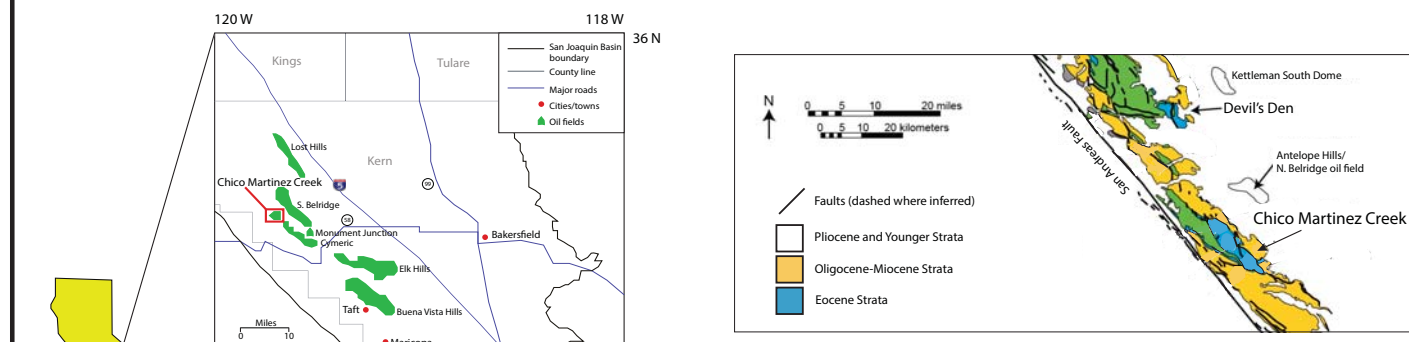 120 W
118 W
36 N
Kings
Tulare
San Joaquin Basin
boundary
County line
Major roads
Cities/towns
Oil fields
Lost Hills
Kern
Chico Martinez Creek
5
99
S. Belridge
58
Monument Junction
Cymeric
Bakersfield
Elk Hills
Taft
Buena Vista Hills
Miles
0 10
Maricopa
N
0 5 10 20 miles
0 5 10 20 kilometers
San Andreas Fault
Kettleman South Dome
Devil's Den
Antelope Hills/
N. Belridge oil field
Chico Martinez Creek
Faults (dashed where inferred)
Pliocene and Younger Strata
Oligocene-Miocene Strata
Eocene Strata